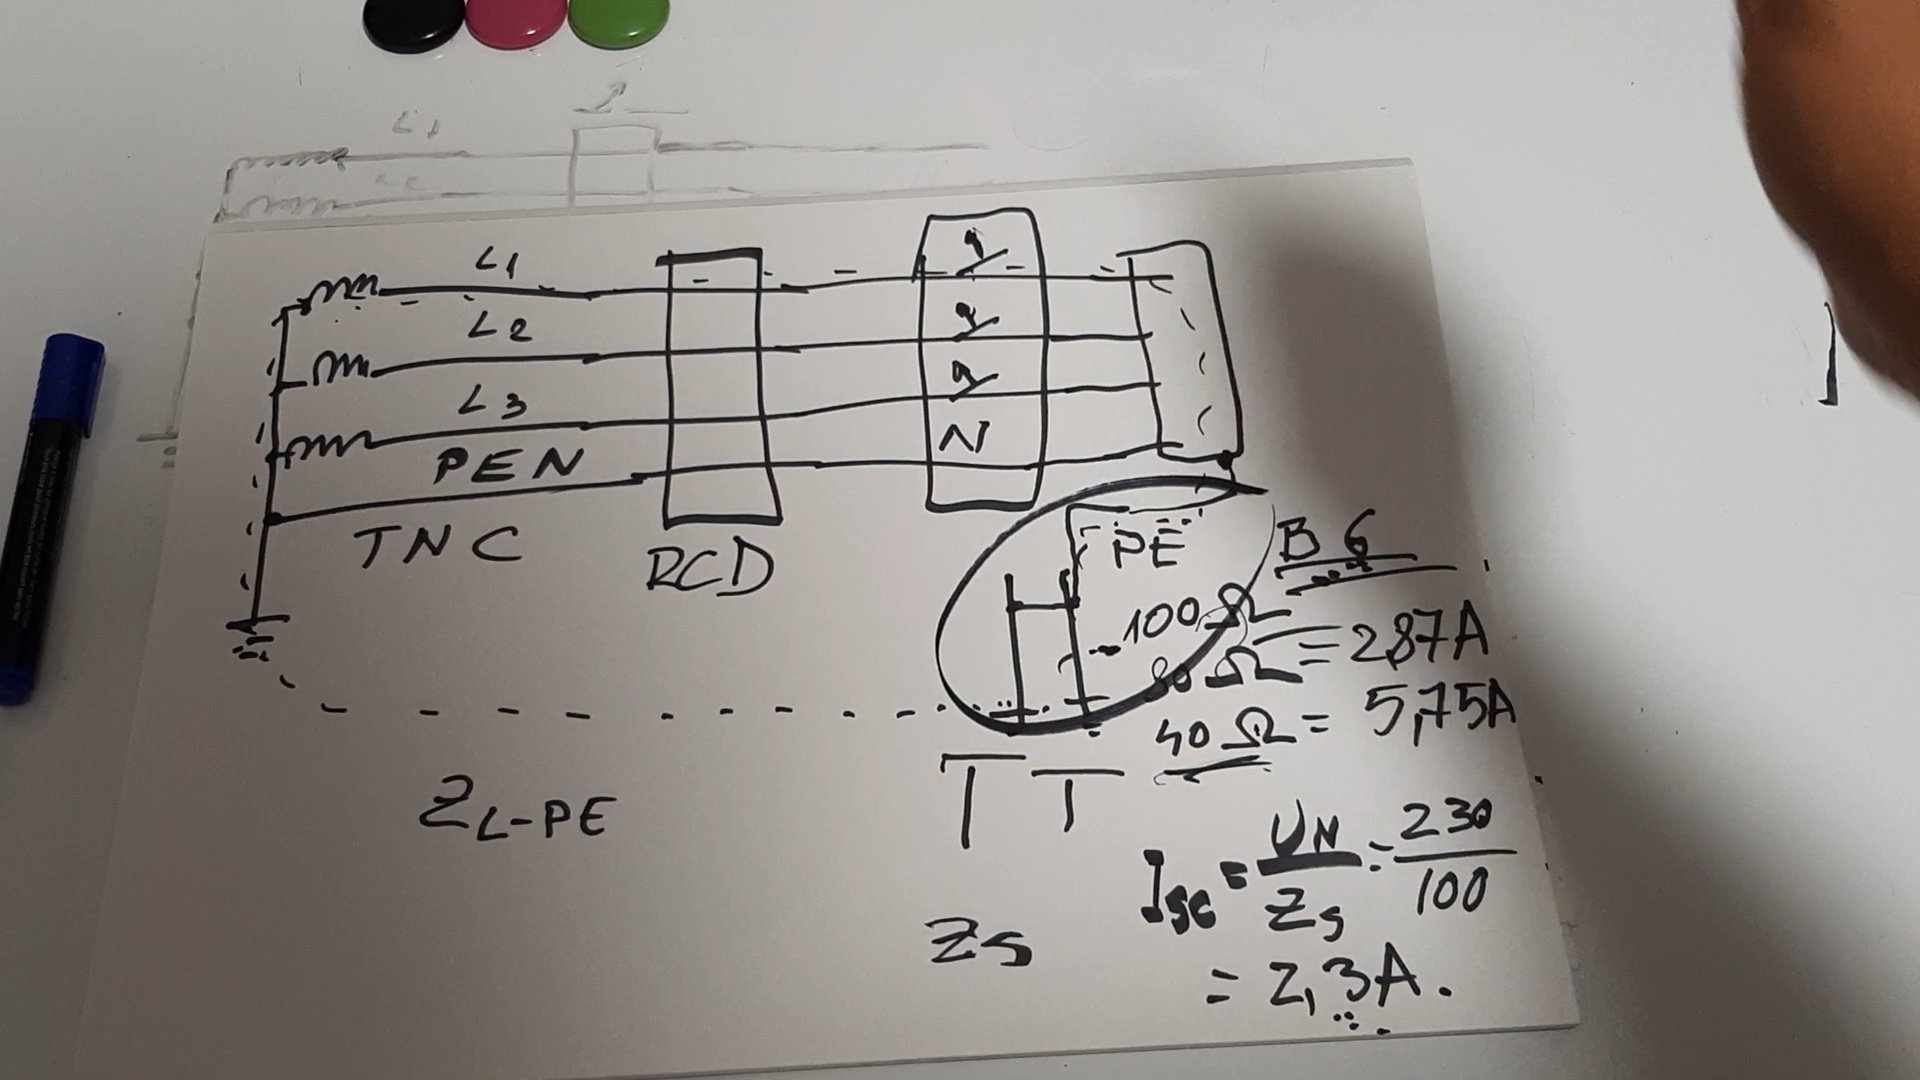 L1
L1
L2
L3
PEN
N
TNC
RCD
PE
B 6
100 Ω
80 Ω = 2,87A
40 Ω = 5,75A
TT
ZL-PE
Isc = UN / Zs = 230 / 100
Zs
= 2,3A.